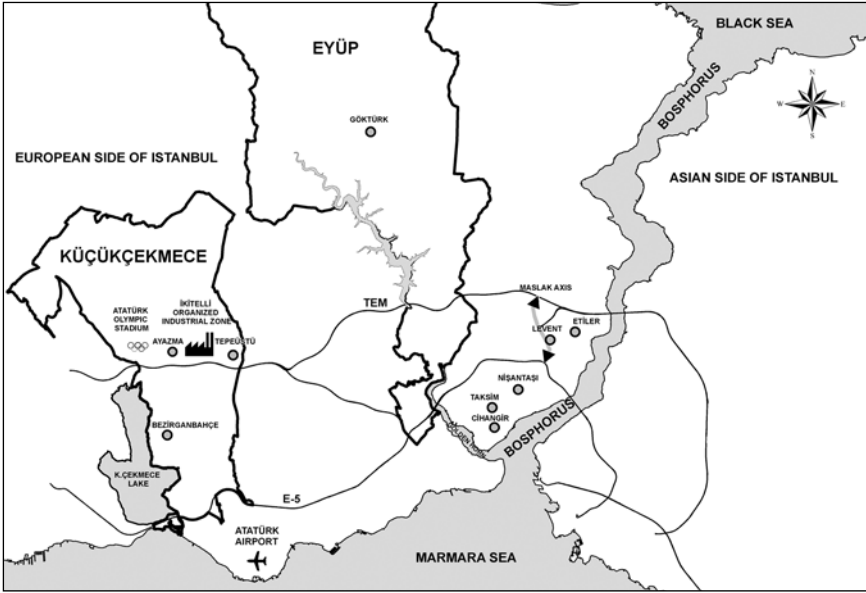 BLACK SEA
EYÜP
BOSPHORUS
N
W
E
S
GÖKTÜRK
EUROPEAN SIDE OF ISTANBUL
ASIAN SIDE OF ISTANBUL
KÜÇÜKÇEKMECE
MASLAK AXIS
TEM
ATATÜRK
OLYMPIC
STADIUM
İKİTELLİ
ORGANIZED
INDUSTRIAL ZONE
AYAZMA
TEPEÜSTÜ
LEVENT
ETİLER
NİŞANTAŞI
TAKSİM
CİHANGİR
BEZİRGANBAHÇE
GOLDEN HORN
BOSPHORUS
K.ÇEKMECE
LAKE
E-5
ATATÜRK
AIRPORT
MARMARA SEA